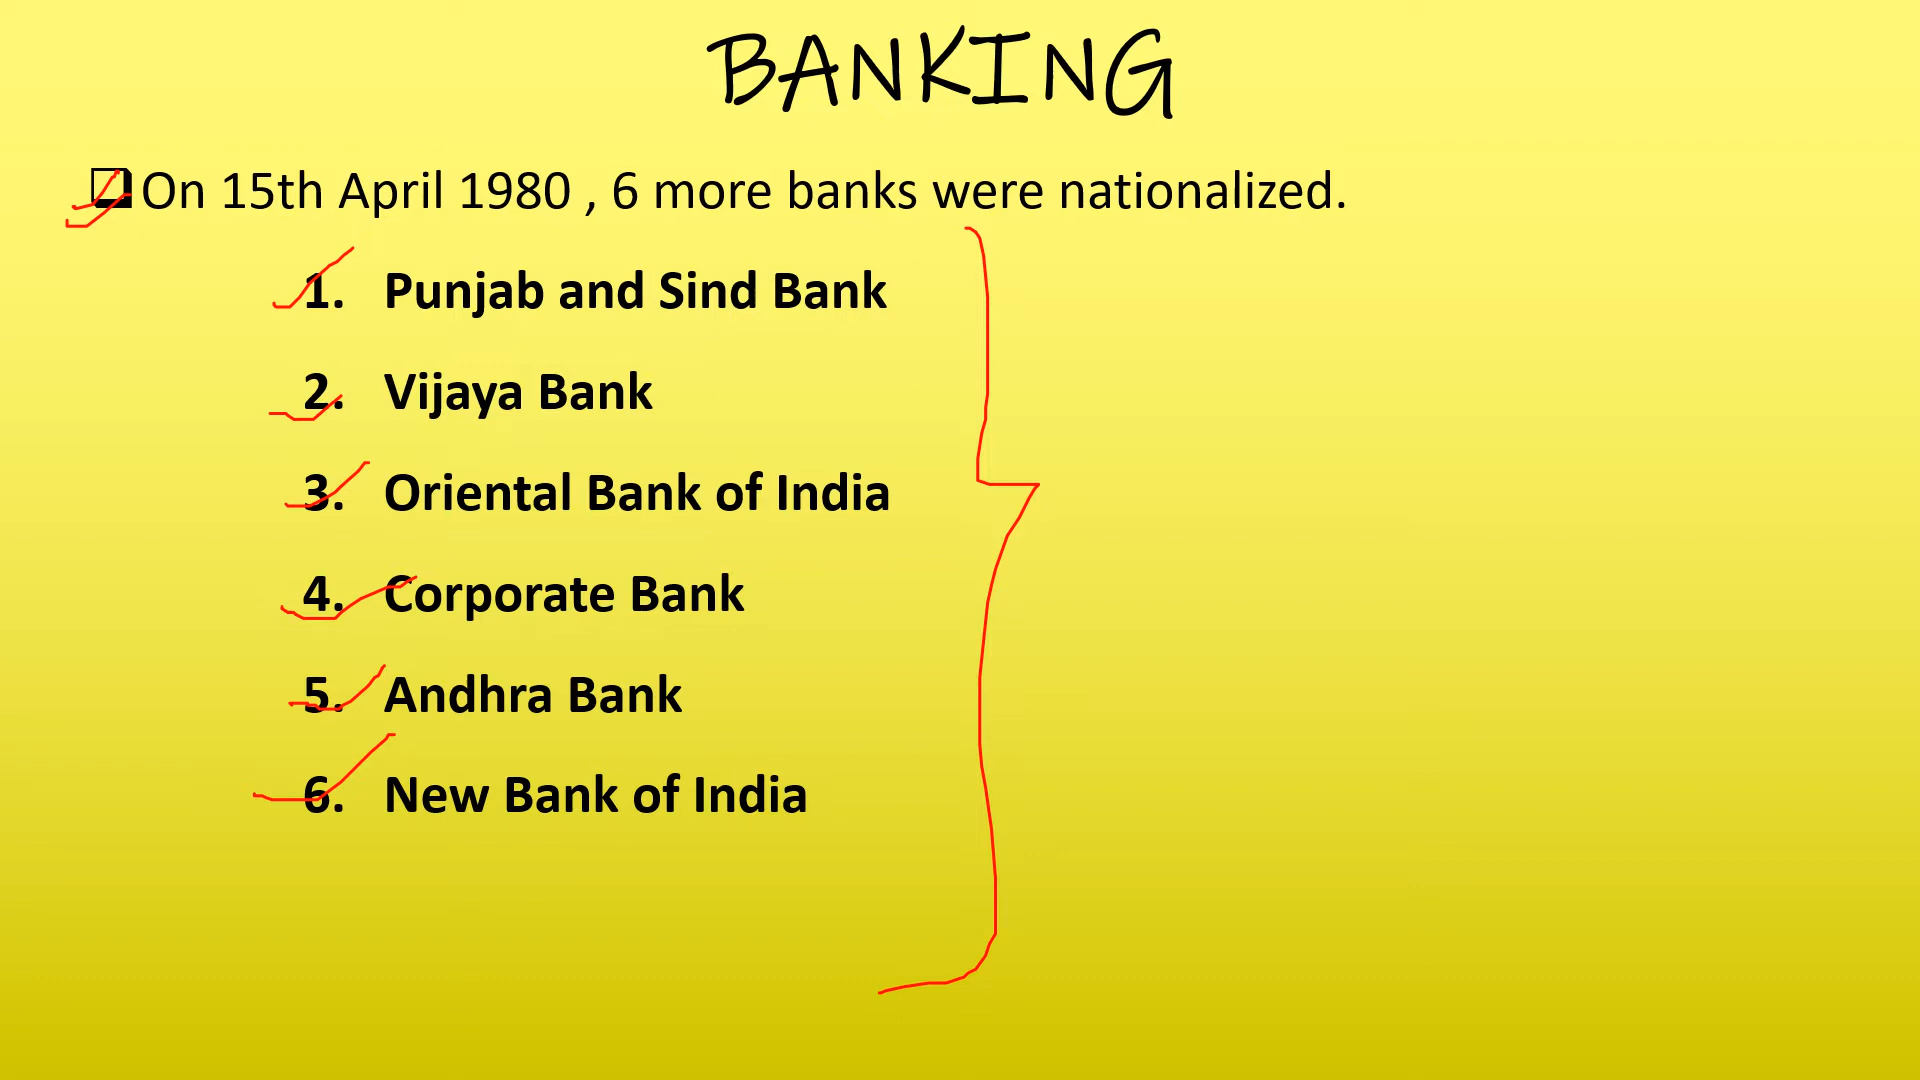 BANKING
On 15th April 1980 , 6 more banks were nationalized.
1. Punjab and Sind Bank
2. Vijaya Bank
3. Oriental Bank of India
4. Corporate Bank
5. Andhra Bank
6. New Bank of India